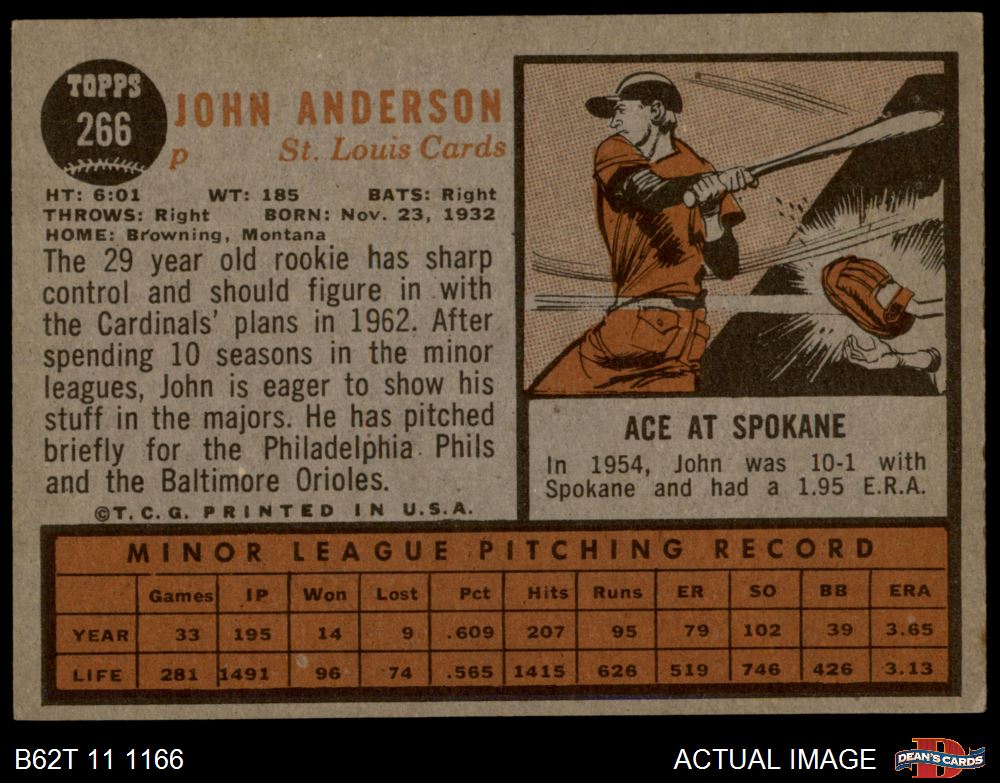 TOPPS
266
JOHN ANDERSON
p St. Louis Cards
HT: 6:01 WT: 185 BATS: Right
THROWS: Right BORN: Nov. 23, 1932
HOME: Browning, Montana
The 29 year old rookie has sharp
control and should figure in with
the Cardinals' plans in 1962. After
spending 10 seasons in the minor
leagues, John is eager to show his
stuff in the majors. He has pitched
briefly for the Philadelphia Phils
and the Baltimore Orioles.
©T. C. G. PRINTED IN U.S.A.
ACE AT SPOKANE
In 1954, John was 10-1 with
Spokane and had a 1.95 E.R.A.
MINOR LEAGUE PITCHING RECORD
Games IP Won Lost Pct Hits Runs ER SO BB ERA
YEAR 33 195 14 9 .609 207 95 79 102 39 3.65
LIFE 281 1491 96 74 .565 1415 626 519 746 426 3.13
B62T 11 1166
ACTUAL IMAGE
D
DEAN'S CARDS